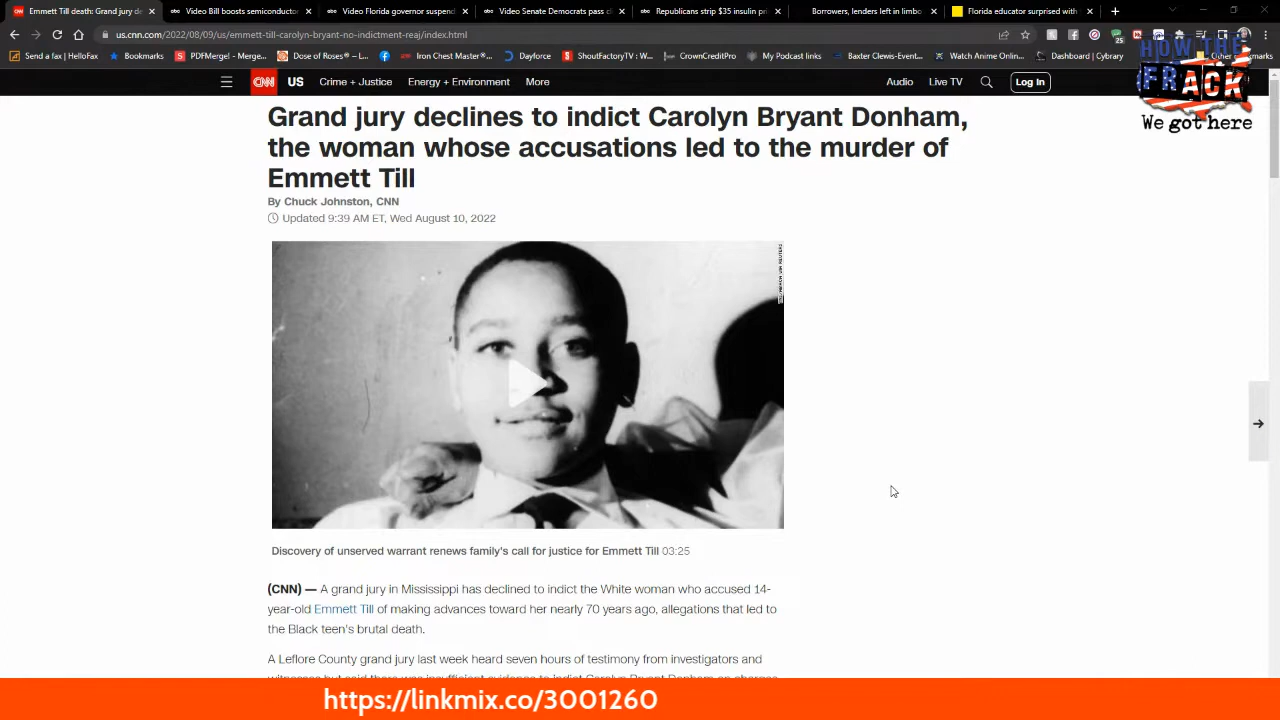 Emmett Till death: Grand jury de
Video Bill boosts semiconductor
Video Florida governor suspend
Video Senate Democrats pass c
Republicans strip $35 insulin pri
Borrowers, lenders left in limbo
Florida educator surprised with
us.cnn.com/2022/08/09/us/emmett-till-carolyn-bryant-no-indictment-reaj/index.html
Send a fax | HelloFax
Bookmarks
PDFMerge! - Merge...
Dose of Roses® : L...
Iron Chest Master®...
Dayforce
ShoutFactoryTV : W...
CrownCreditPro
My Podcast links
Baxter Clewis-Event...
Watch Anime Onlin...
Dashboard | Cybrary
Other Bookmarks
HOW THE
FRACK
We got here
CNN
US
Crime + Justice
Energy + Environment
More
Audio
Live TV
Log In
Grand jury declines to indict Carolyn Bryant Donham,
the woman whose accusations led to the murder of
Emmett Till
By Chuck Johnston, CNN
Updated 9:39 AM ET, Wed August 10, 2022
Discovery of unserved warrant renews family's call for justice for Emmett Till 03:25
(CNN) — A grand jury in Mississippi has declined to indict the White woman who accused 14-
year-old Emmett Till of making advances toward her nearly 70 years ago, allegations that led to
the Black teen's brutal death.
A Leflore County grand jury last week heard seven hours of testimony from investigators and
https://linkmix.co/3001260